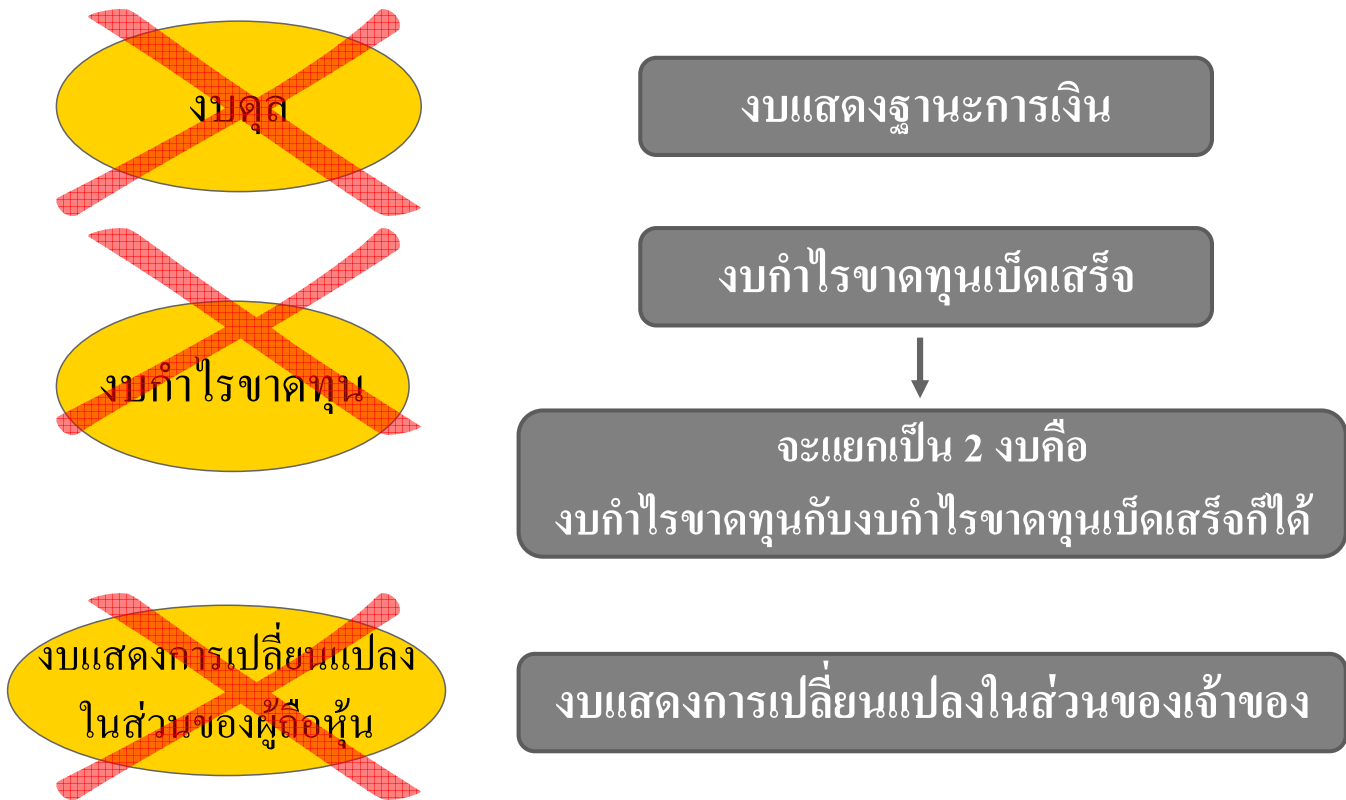 งบดุล
งบแสดงฐานะการเงิน
งบกำไรขาดทุน
งบกำไรขาดทุนเบ็ดเสร็จ
จะแยกเป็น 2 งบคือ
งบกำไรขาดทุนกับงบกำไรขาดทุนเบ็ดเสร็จก็ได้
งบแสดงการเปลี่ยนแปลง
ในส่วนของผู้ถือหุ้น
งบแสดงการเปลี่ยนแปลงในส่วนของเจ้าของ